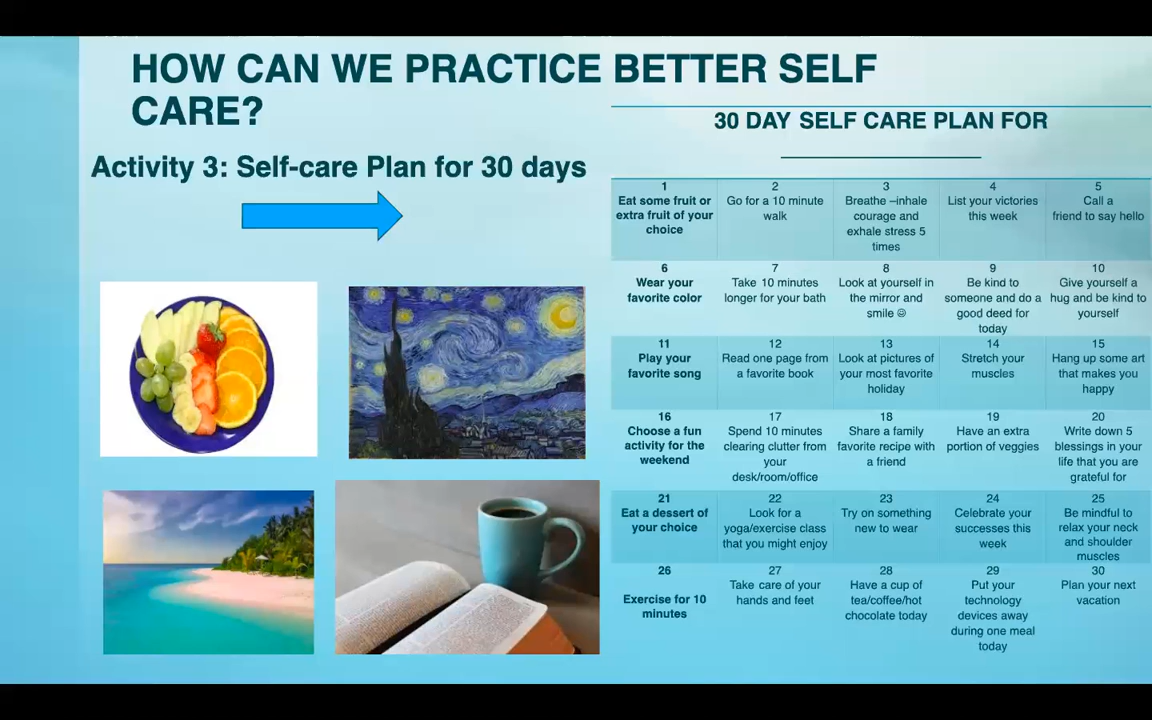 HOW CAN WE PRACTICE BETTER SELF
CARE?
Activity 3: Self-care Plan for 30 days
30 DAY SELF CARE PLAN FOR
1
Eat some fruit or
extra fruit of your
choice
2
Go for a 10 minute
walk
3
Breathe –inhale
courage and
exhale stress 5
times
4
List your victories
this week
5
Call a
friend to say hello
6
Wear your
favorite color
7
Take 10 minutes
longer for your bath
8
Look at yourself in
the mirror and
smile ☺
9
Be kind to
someone and do a
good deed for
today
10
Give yourself a
hug and be kind to
yourself
11
Play your
favorite song
12
Read one page from
a favorite book
13
Look at pictures of
your most favorite
holiday
14
Stretch your
muscles
15
Hang up some art
that makes you
happy
16
Choose a fun
activity for the
weekend
17
Spend 10 minutes
clearing clutter from
your
desk/room/office
18
Share a family
favorite recipe with
a friend
19
Have an extra
portion of veggies
20
Write down 5
blessings in your
life that you are
grateful for
21
Eat a dessert of
your choice
22
Look for a
yoga/exercise class
that you might enjoy
23
Try on something
new to wear
24
Celebrate your
successes this
week
25
Be mindful to
relax your neck
and shoulder
muscles
26
Exercise for 10
minutes
27
Take care of your
hands and feet
28
Have a cup of
tea/coffee/hot
chocolate today
29
Put your
technology
devices away
during one meal
today
30
Plan your next
vacation